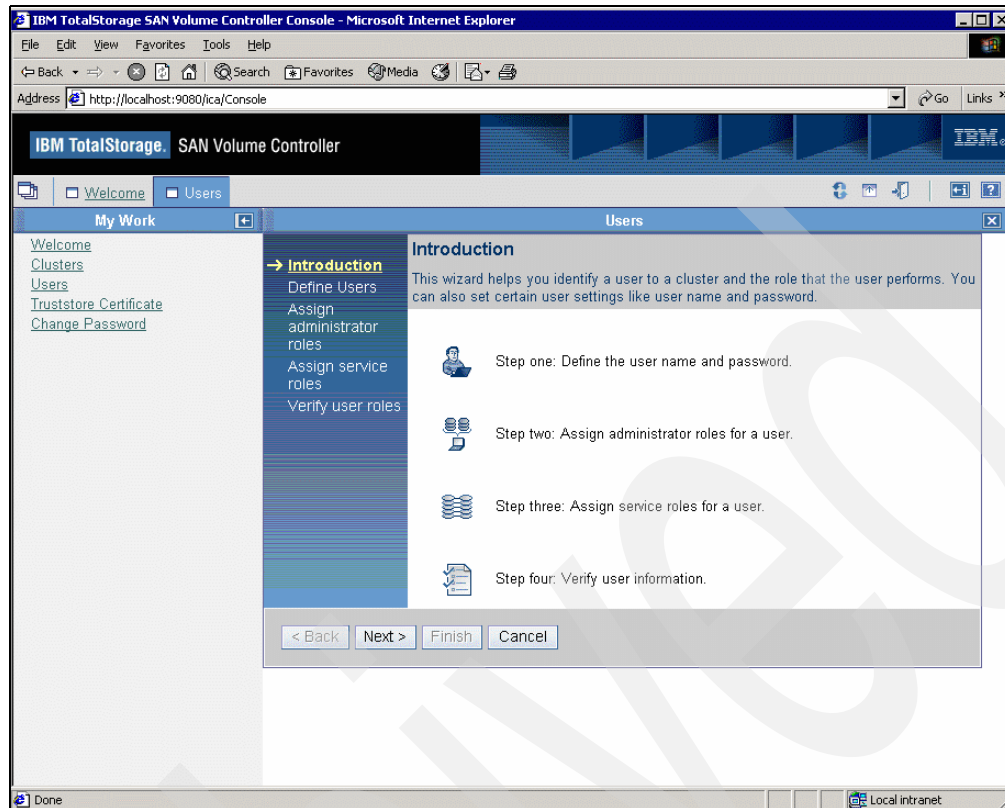 IBM TotalStorage SAN Volume Controller Console - Microsoft Internet Explorer
File Edit View Favorites Tools Help
Back Search Favorites Media
Address http://localhost:9080/ica/Console Go Links »
IBM TotalStorage. SAN Volume Controller IBM
Welcome Users
My Work
Welcome
Clusters
Users
Truststore Certificate
Change Password
Users
Introduction
Define Users
Assign
administrator
roles
Assign service
roles
Verify user roles
Introduction
This wizard helps you identify a user to a cluster and the role that the user performs. You
can also set certain user settings like user name and password.
Step one: Define the user name and password.
Step two: Assign administrator roles for a user.
Step three: Assign service roles for a user.
Step four: Verify user information.
< Back Next > Finish Cancel
Done Local intranet